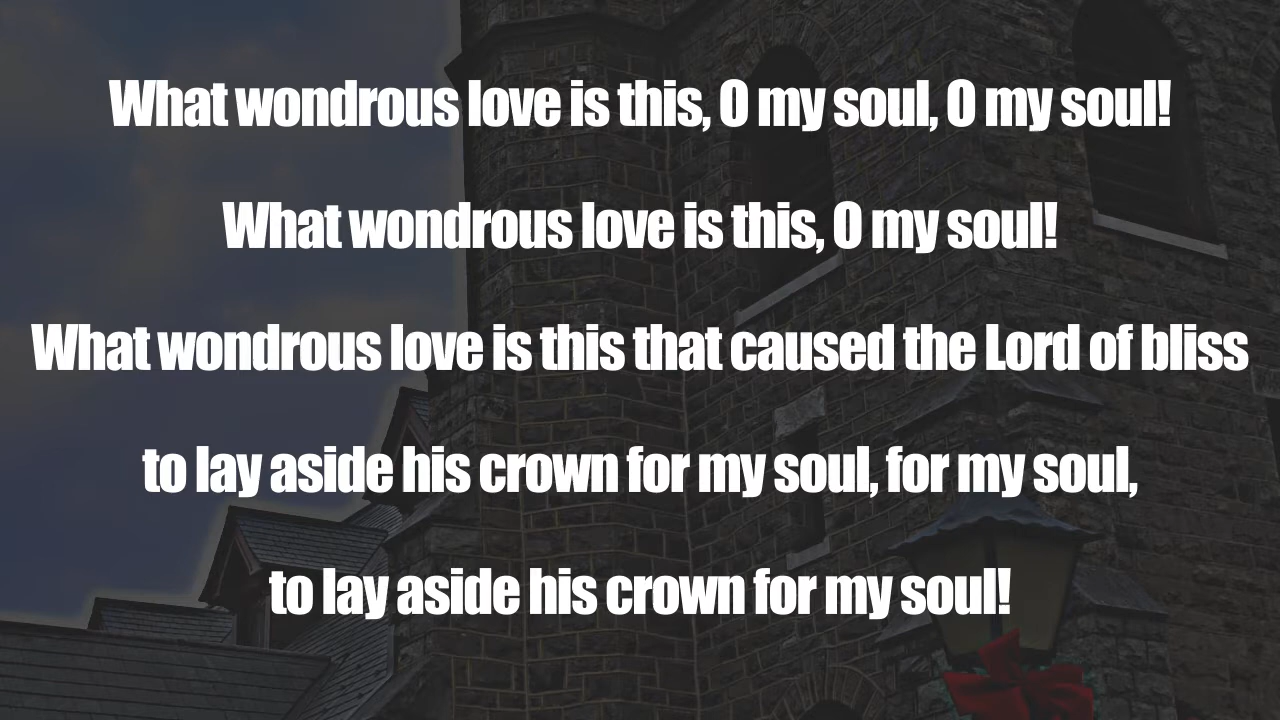 What wondrous love is this, O my soul, O my soul!
What wondrous love is this, O my soul!
What wondrous love is this that caused the Lord of bliss
to lay aside his crown for my soul, for my soul,
to lay aside his crown for my soul!